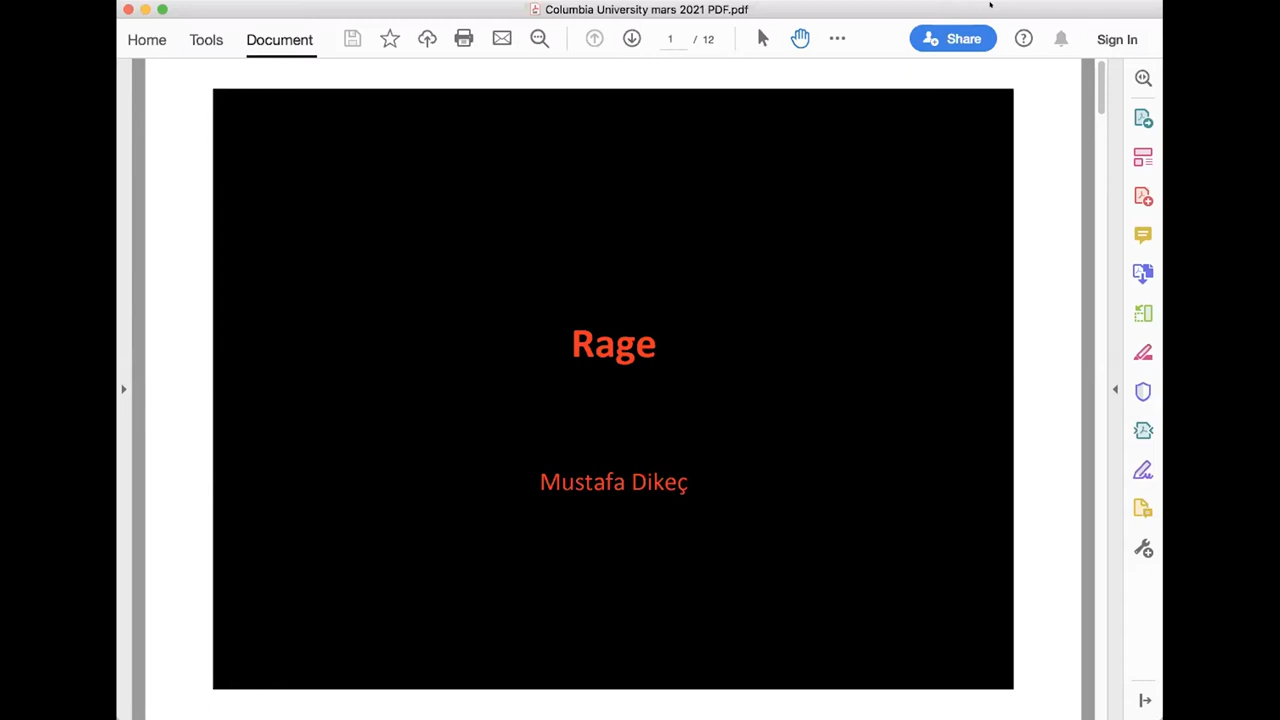 Columbia University mars 2021 PDF.pdf
Home Tools Document 1 / 12 Share Sign In
Rage
Mustafa Dikeç